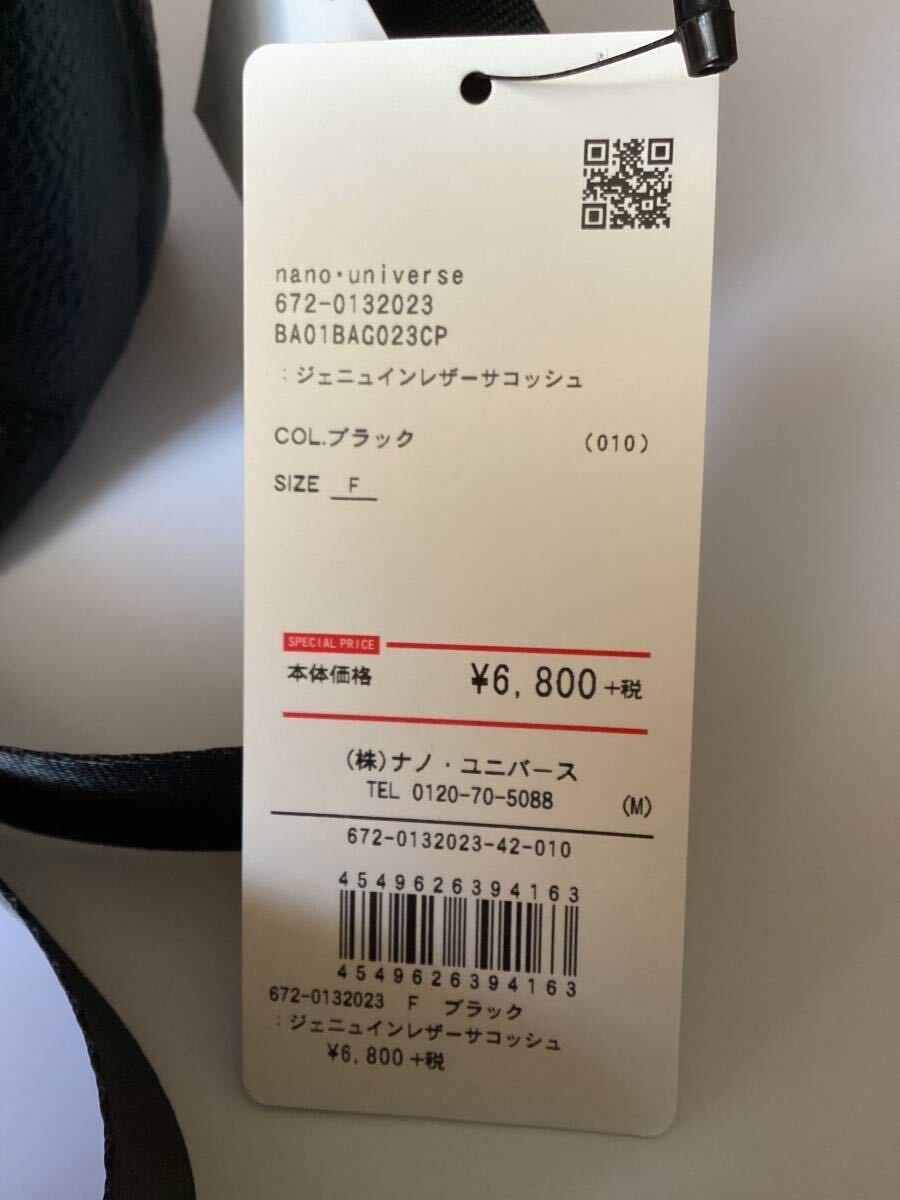 nano・universe
672-0132023
BA01BAG023CP
：ジェニュインレザーサコッシュ
COL.ブラック (010)
SIZE F
SPECIAL PRICE
本体価格 ¥6,800+税
(株)ナノ・ユニバース
TEL 0120-70-5088 (M)
672-0132023-42-010
4549626394163
4549626394163
672-0132023 F ブラック
：ジェニュインレザーサコッシュ
¥6,800+税